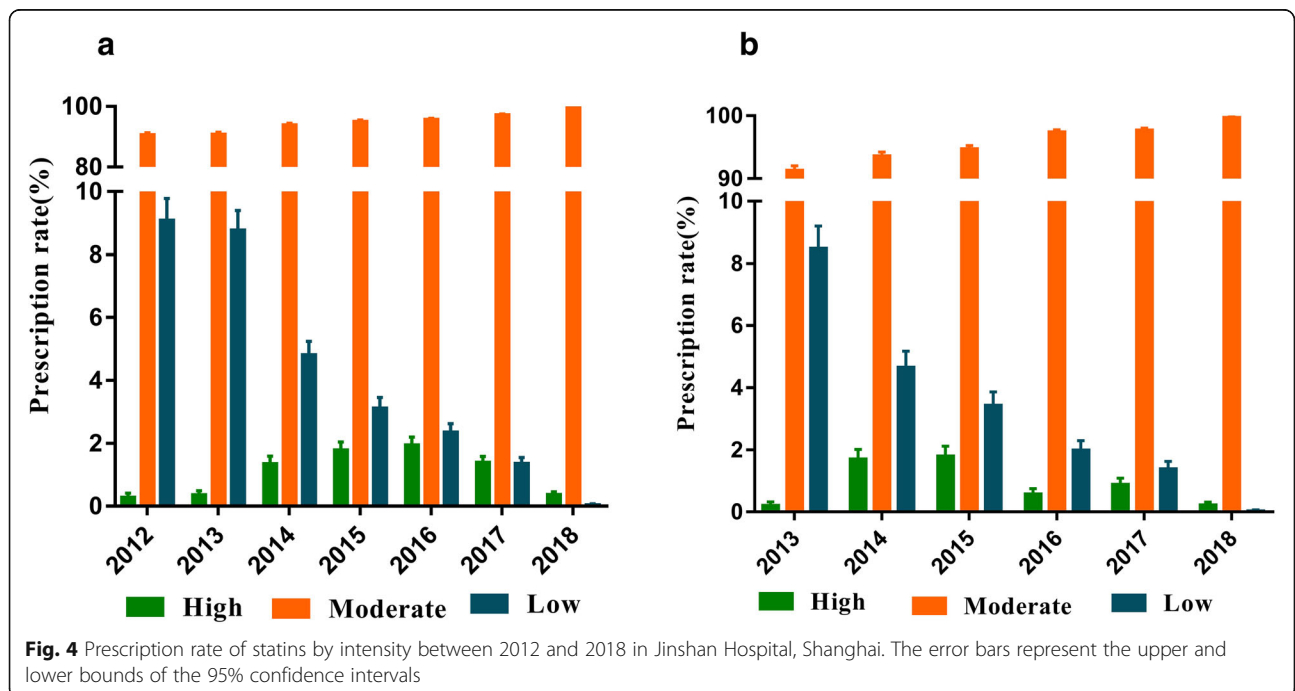 a
b
Prescription rate(%)
100
80
10
8
6
4
2
0
2012
2013
2014
2015
2016
2017
2018
High
Moderate
Low
Prescription rate(%)
100
90
10
8
6
4
2
0
2013
2014
2015
2016
2017
2018
High
Moderate
Low
Fig. 4 Prescription rate of statins by intensity between 2012 and 2018 in Jinshan Hospital, Shanghai. The error bars represent the upper and
lower bounds of the 95% confidence intervals